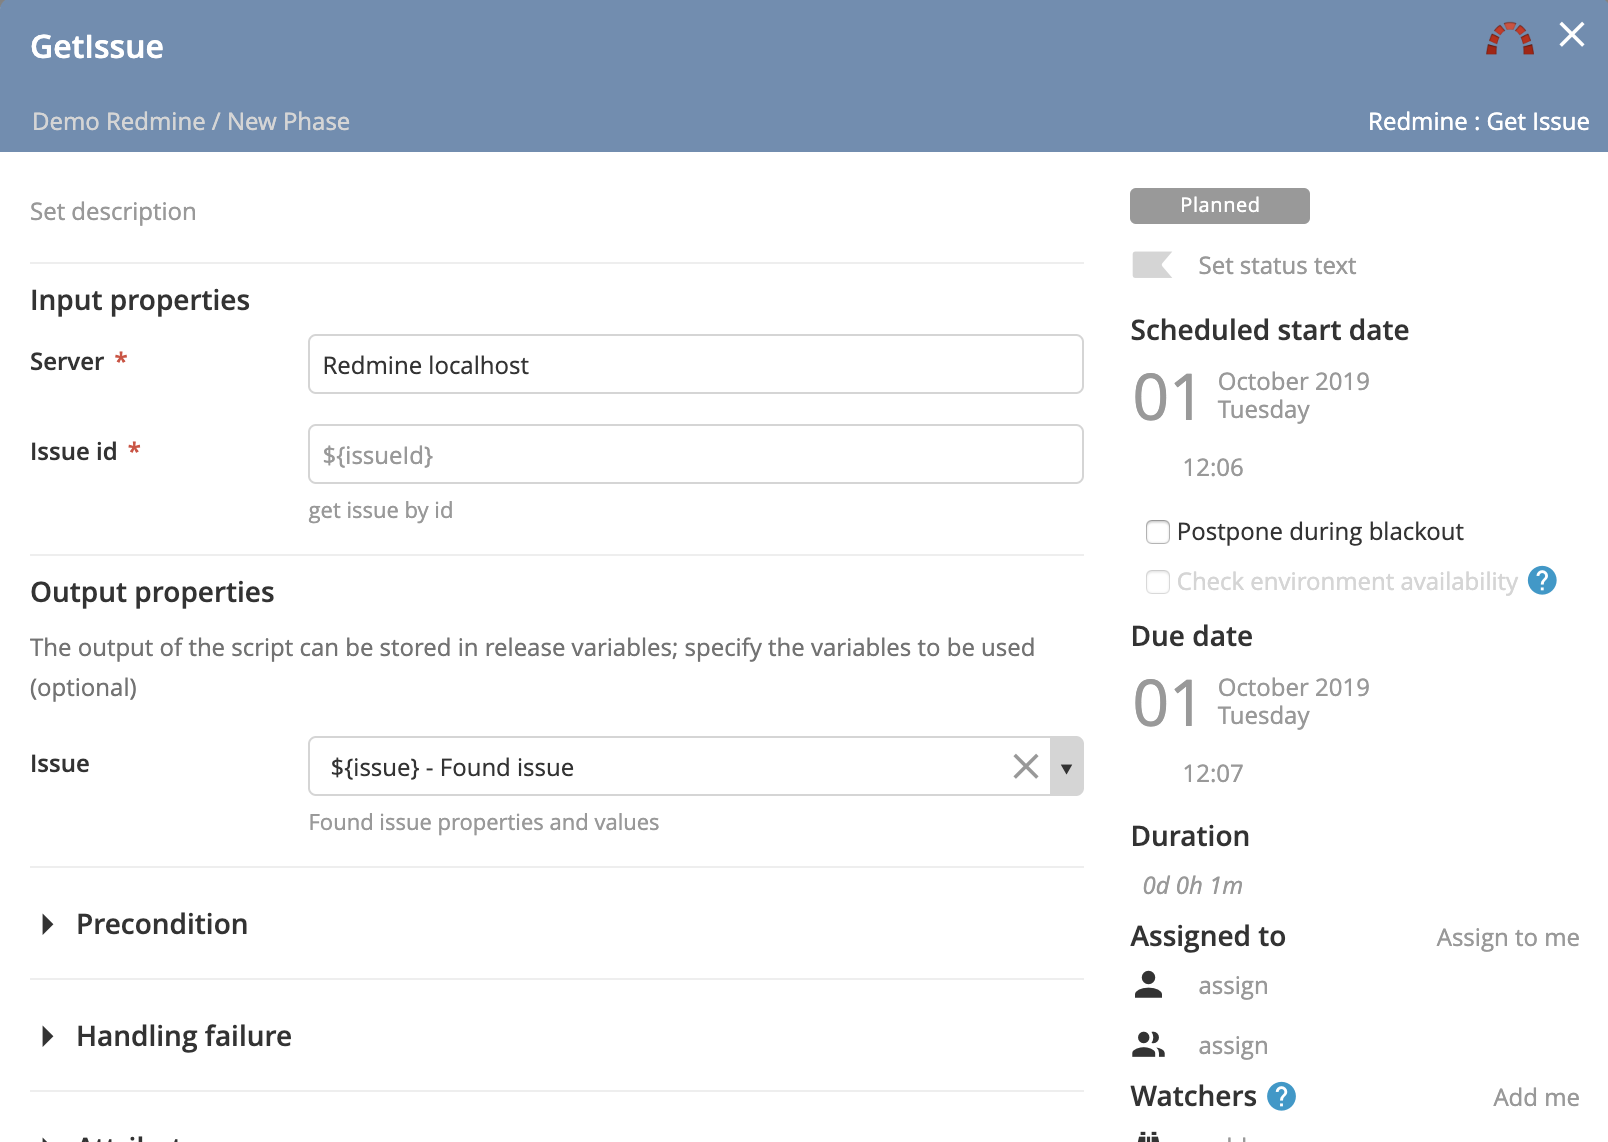 GetIssue
Demo Redmine / New Phase
Redmine : Get Issue
Set description
Input properties
Server *
Redmine localhost
Issue id *
${issueId}
get issue by id
Output properties
The output of the script can be stored in release variables; specify the variables to be used
(optional)
Issue
${issue} - Found issue
Found issue properties and values
Precondition
Handling failure
Planned
Set status text
Scheduled start date
01
October 2019
Tuesday
12:06
Postpone during blackout
Check environment availability ?
Due date
01
October 2019
Tuesday
12:07
Duration
0d 0h 1m
Assigned to
Assign to me
assign
assign
Watchers ?
Add me